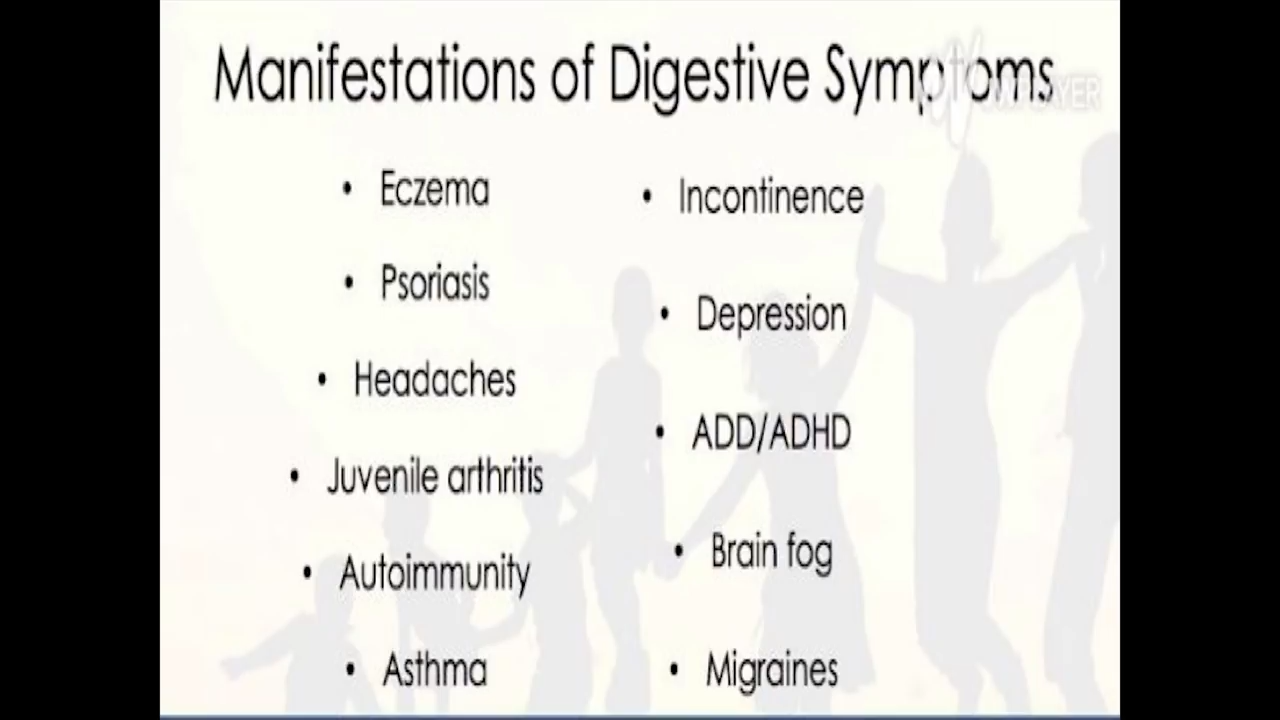 Manifestations of Digestive Symptoms
• Eczema
• Psoriasis
• Headaches
• Juvenile arthritis
• Autoimmunity
• Asthma
• Incontinence
• Depression
• ADD/ADHD
• Brain fog
• Migraines